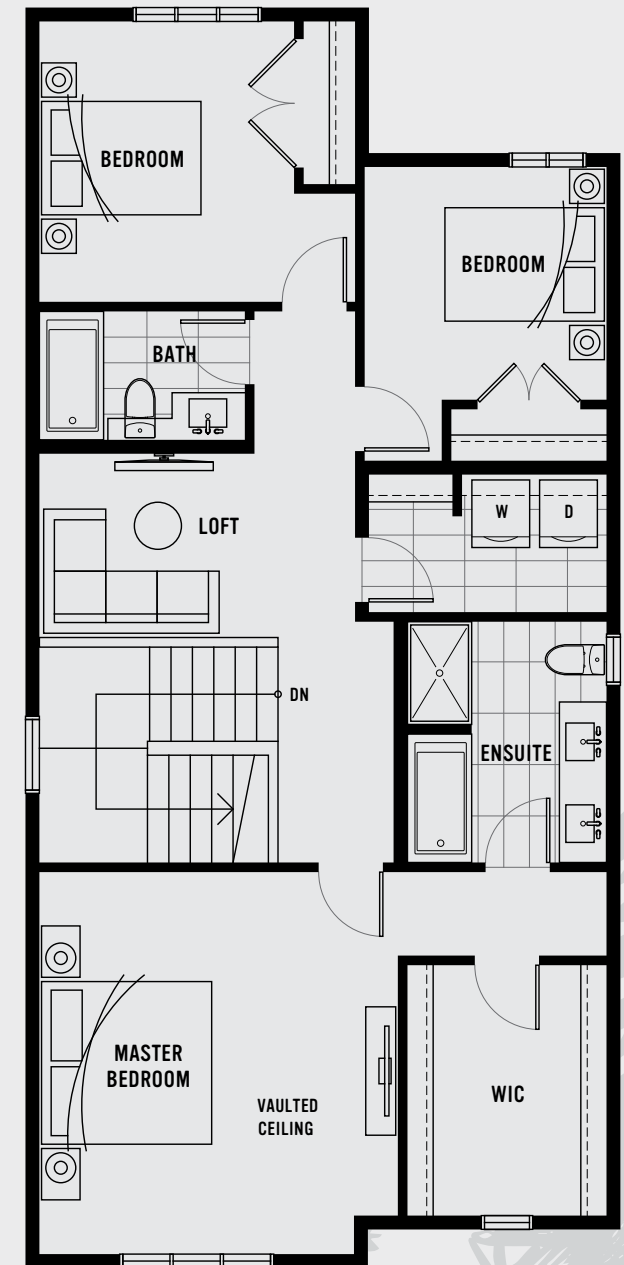 BEDROOM
BEDROOM
BATH
LOFT
W
D
DN
ENSUITE
MASTER
BEDROOM
VAULTED
CEILING
WIC